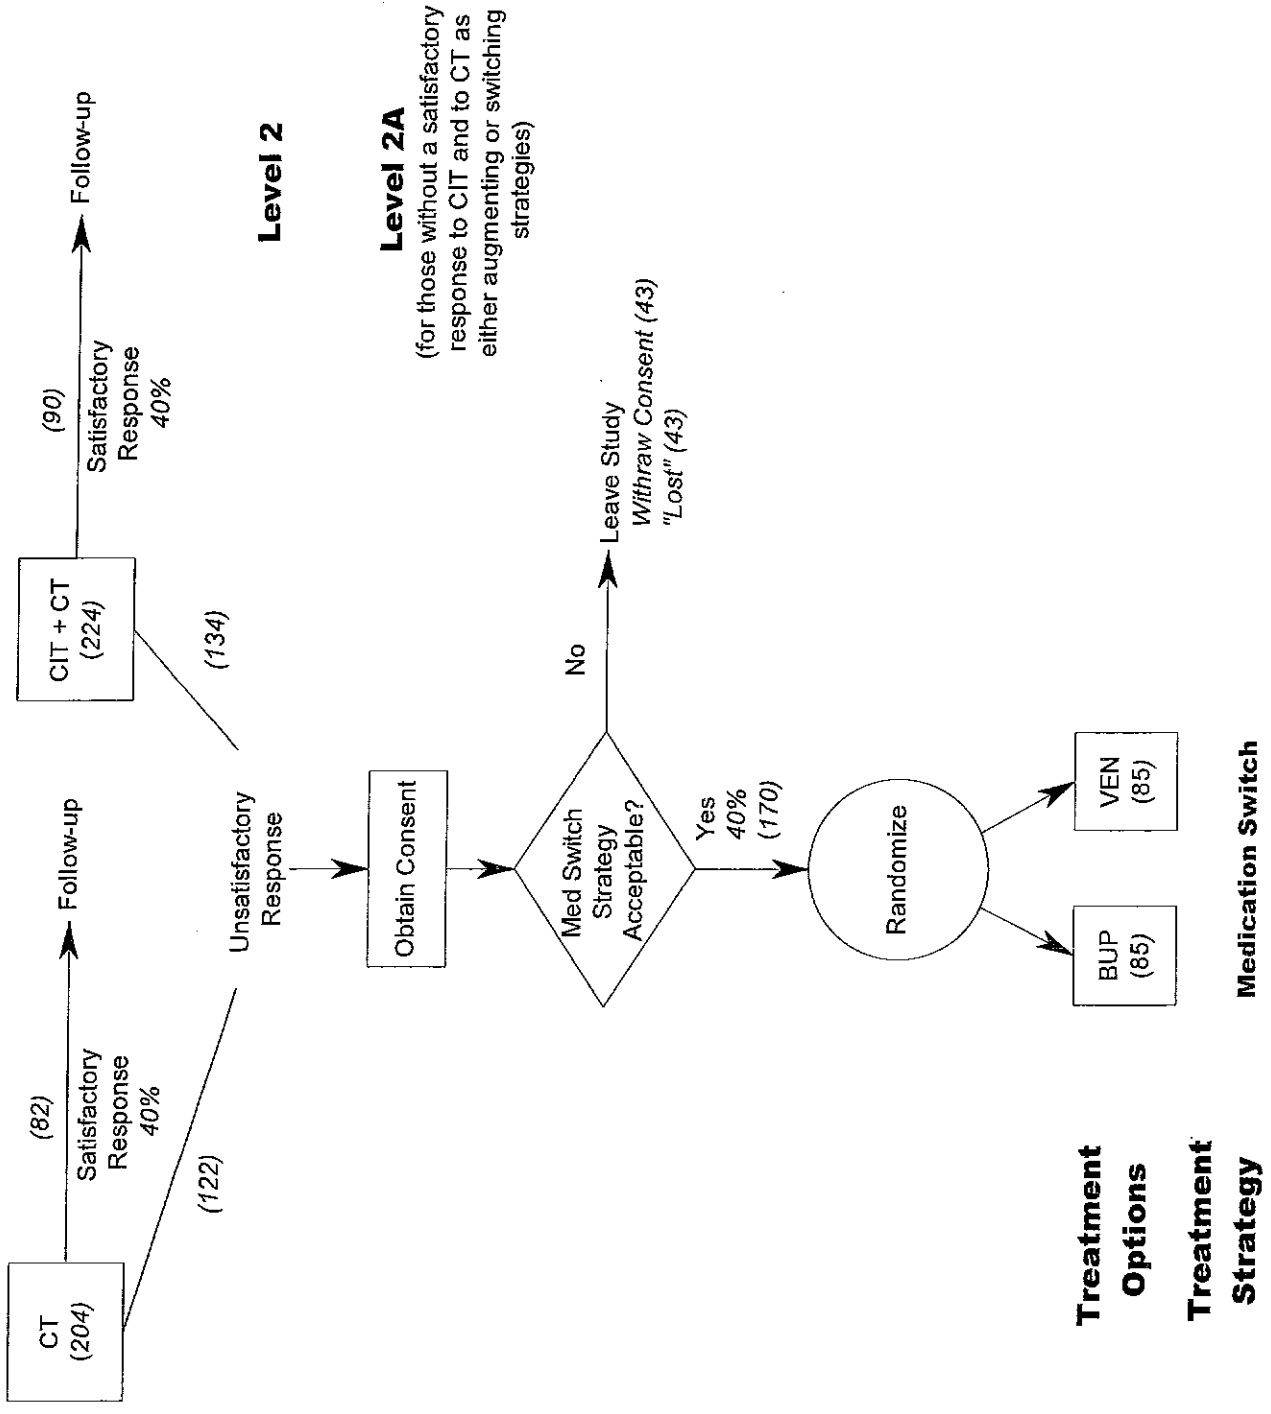 CT
(204)
(82)
Satisfactory
Response
40%
Follow-up
CIT + CT
(224)
(90)
Satisfactory
Response
40%
Follow-up
(122)
(134)
Unsatisfactory
Response
Level 2
Obtain Consent
Level 2A
(for those without a satisfactory
response to CIT and to CT as
either augmenting or switching
strategies)
Med Switch
Strategy
Acceptable?
No
Leave Study
Withraw Consent (43)
"Lost" (43)
Yes
40%
(170)
Randomize
Treatment
Options
BUP
(85)
VEN
(85)
Treatment
Strategy
Medication Switch